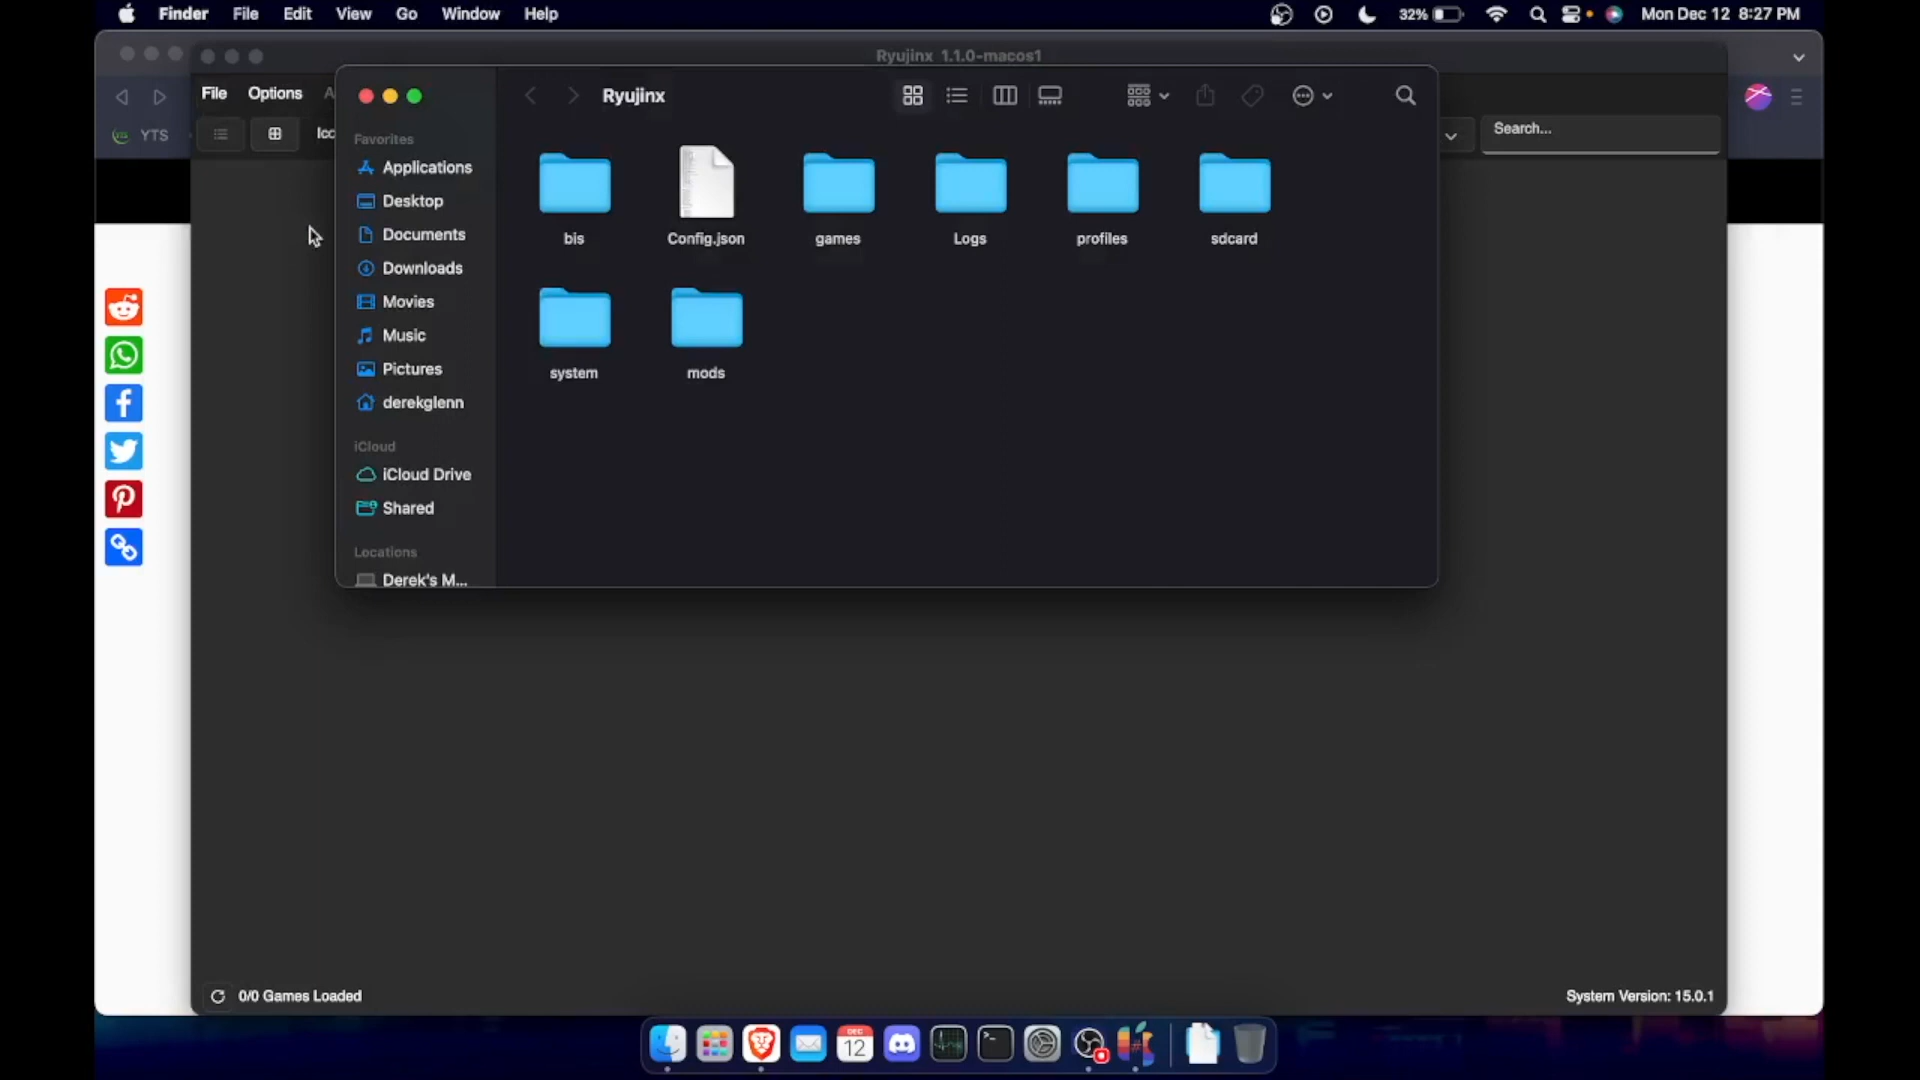 Finder File Edit View Go Window Help
32%
Mon Dec 12 8:27 PM
Ryujinx 1.1.0-macos1
File Options A
YTS
Ico
Search...
Ryujinx
Favorites
Applications
Desktop
Documents
Downloads
Movies
Music
Pictures
derekglenn
iCloud
iCloud Drive
Shared
Locations
Derek's M...
bis
Config.json
games
Logs
profiles
sdcard
system
mods
0/0 Games Loaded
System Version: 15.0.1
DEC
12